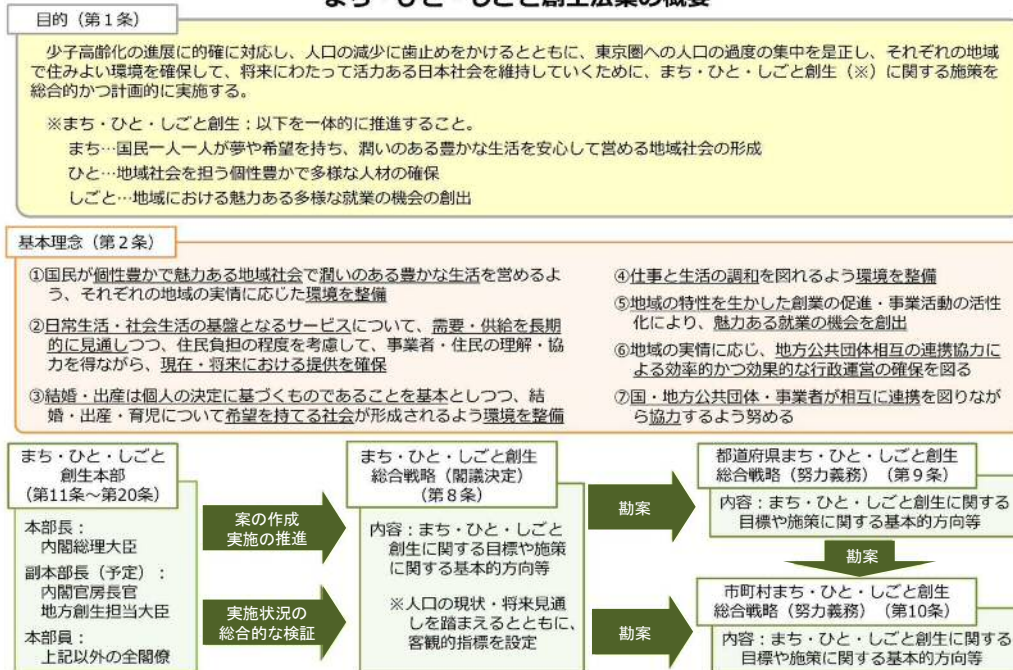 まち・ひと・しごと創生法案の概要
目的（第１条）
少子高齢化の進展に的確に対応し、人口の減少に歯止めをかけるとともに、東京圏への人口の過度の集中を是正し、それぞれの地域
で住みよい環境を確保して、将来にわたって活力ある日本社会を維持していくために、まち・ひと・しごと創生（※）に関する施策を
総合的かつ計画的に実施する。
※まち・ひと・しごと創生：以下を一体的に推進すること。
まち…国民一人一人が夢や希望を持ち、潤いのある豊かな生活を安心して営める地域社会の形成
ひと…地域社会を担う個性豊かで多様な人材の確保
しごと…地域における魅力ある多様な就業の機会の創出
基本理念（第２条）
①国民が個性豊かで魅力ある地域社会で潤いのある豊かな生活を営めるよ
う、それぞれの地域の実情に応じた環境を整備
②日常生活・社会生活の基盤となるサービスについて、需要・供給を長期
的に見通しつつ、住民負担の程度を考慮して、事業者・住民の理解・協
力を得ながら、現在・将来における提供を確保
③結婚・出産は個人の決定に基づくものであることを基本としつつ、結
婚・出産・育児について希望を持てる社会が形成されるよう環境を整備
④仕事と生活の調和を図れるよう環境を整備
⑤地域の特性を生かした創業の促進・事業活動の活性
化により、魅力ある就業の機会を創出
⑥地域の実情に応じ、地方公共団体相互の連携協力に
よる効率的かつ効果的な行政運営の確保を図る
⑦国・地方公共団体・事業者が相互に連携を図りなが
ら協力するよう努める
まち・ひと・しごと
創生本部
（第11条～第20条）
本部長：
内閣総理大臣
副本部長（予定）：
内閣官房長官
地方創生担当大臣
本部員：
上記以外の全閣僚
案の作成
実施の推進
実施状況の
総合的な検証
まち・ひと・しごと創生
総合戦略（閣議決定）
（第８条）
内容：まち・ひと・しごと
創生に関する目標や施策
に関する基本的方向等
※人口の現状・将来見通
しを踏まえるとともに、
客観的指標を設定
勘案
勘案
都道府県まち・ひと・しごと創生
総合戦略（努力義務）（第９条）
内容：まち・ひと・しごと創生に関する
目標や施策に関する基本的方向等
勘案
市町村まち・ひと・しごと創生
総合戦略（努力義務）（第10条）
内容：まち・ひと・しごと創生に関する
目標や施策に関する基本的方向等